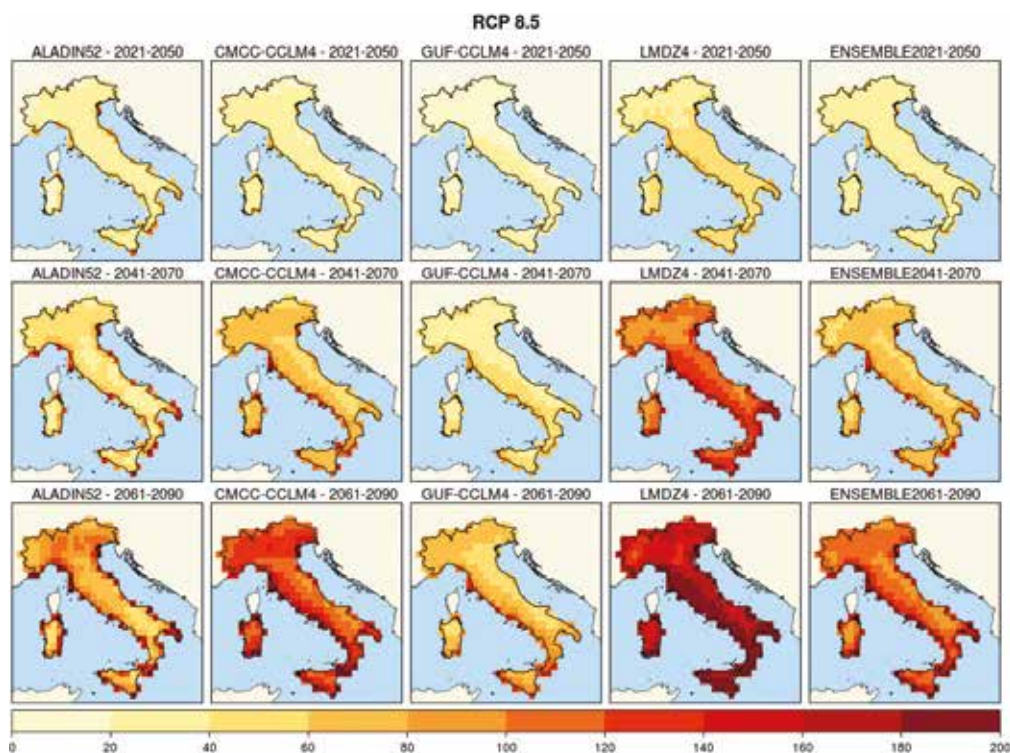 RCP 8.5
ALADIN52 - 2021-2050 CMCC-CCLM4 - 2021-2050 GUF-CCLM4 - 2021-2050 LMDZ4 - 2021-2050 ENSEMBLE2021-2050
ALADIN52 - 2041-2070 CMCC-CCLM4 - 2041-2070 GUF-CCLM4 - 2041-2070 LMDZ4 - 2041-2070 ENSEMBLE2041-2070
ALADIN52 - 2061-2090 CMCC-CCLM4 - 2061-2090 GUF-CCLM4 - 2061-2090 LMDZ4 - 2061-2090 ENSEMBLE2061-2090
0 20 40 60 80 100 120 140 160 180 200